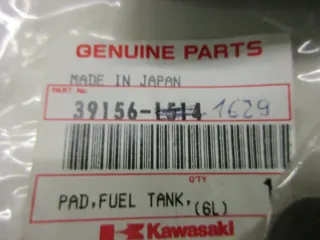 GENUINE PARTS
MADE IN JAPAN
PART No.
39156-1514 1629
Q'TY
PAD,FUEL TANK, 1
(6L)
Kawasaki